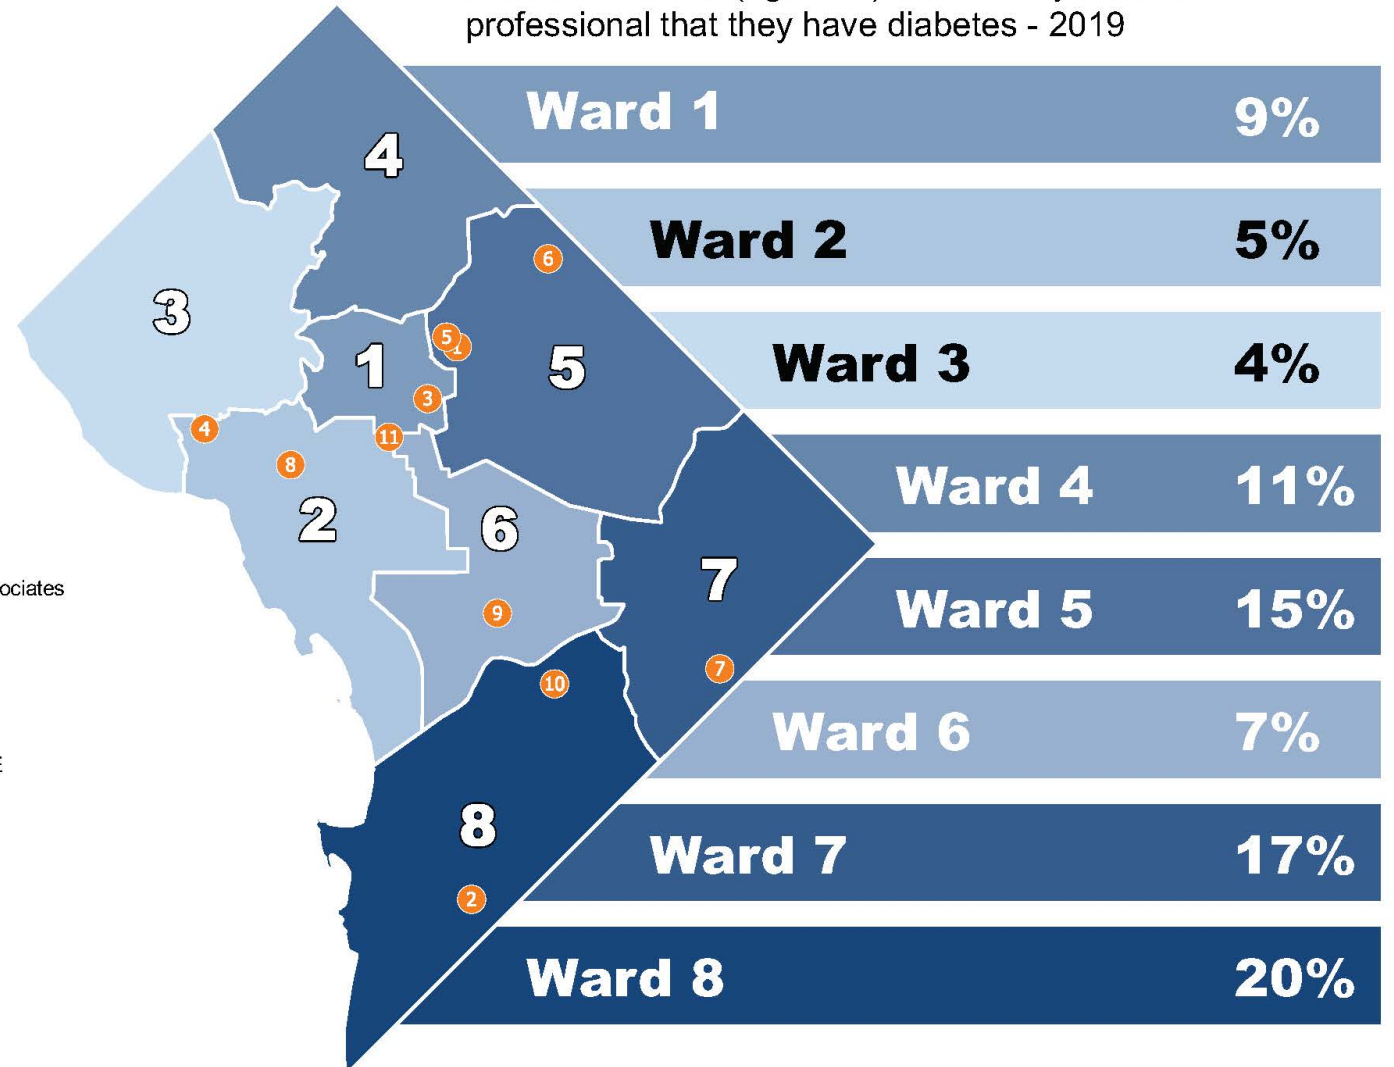 professional that they have diabetes - 2019
Ward 1 9%
Ward 2 5%
Ward 3 4%
Ward 4 11%
Ward 5 15%
Ward 6 7%
Ward 7 17%
Ward 8 20%
4
6
3
5
1
1
5
3
4
11
8
2
6
7
ociates
9
7
10
8
2